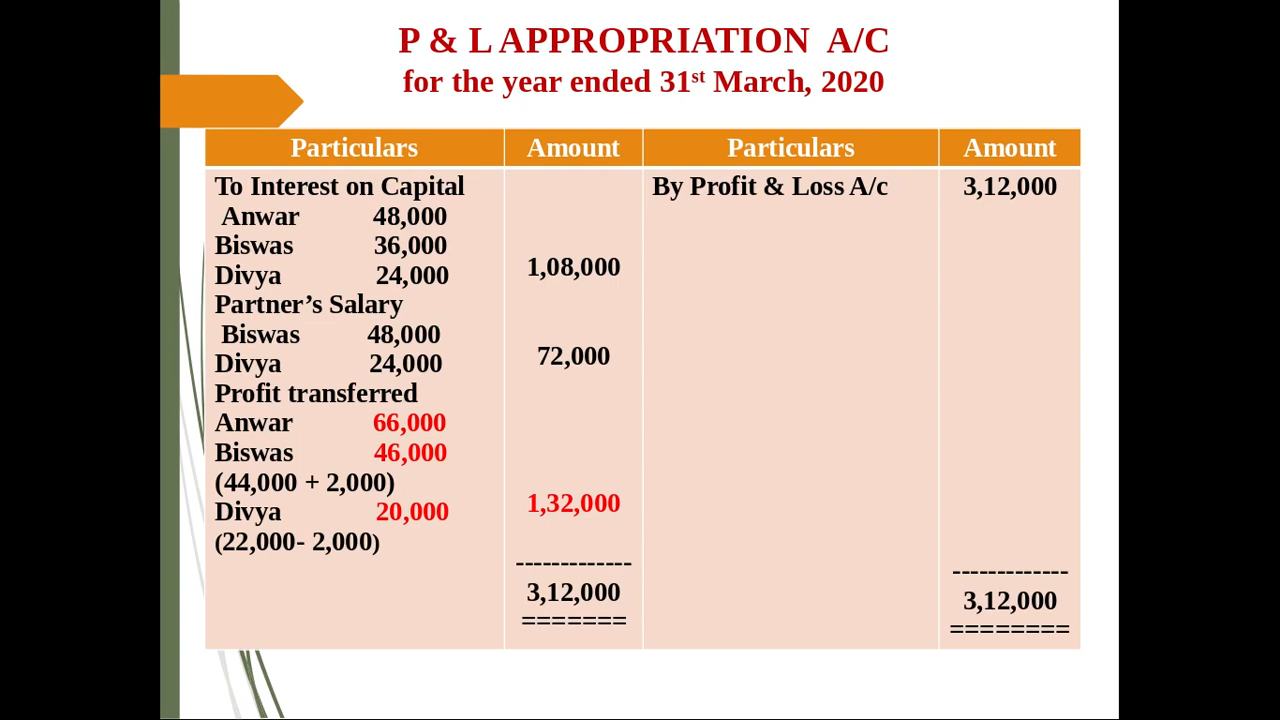 P & L APPROPRIATION A/C
for the year ended 31st March, 2020
Particulars Amount Particulars Amount
To Interest on Capital By Profit & Loss A/c 3,12,000
Anwar 48,000
Biswas 36,000
Divya 24,000 1,08,000
Partner’s Salary
Biswas 48,000
Divya 24,000 72,000
Profit transferred
Anwar 66,000
Biswas 46,000
(44,000 + 2,000)
Divya 20,000 1,32,000
(22,000- 2,000)
------------- -------------
3,12,000 3,12,000
======= ========